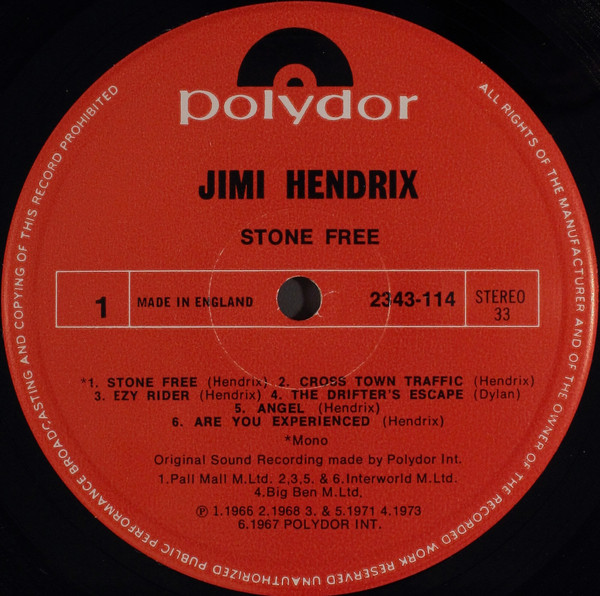 polydor
JIMI HENDRIX
STONE FREE
1
MADE IN ENGLAND
2343-114
STEREO
33
*1. STONE FREE (Hendrix) 2. CROSS TOWN TRAFFIC (Hendrix)
3. EZY RIDER (Hendrix) 4. THE DRIFTER'S ESCAPE (Dylan)
5. ANGEL (Hendrix)
6. ARE YOU EXPERIENCED (Hendrix)
*Mono
Original Sound Recording made by Polydor Int.
1.Pall Mall M.Ltd. 2,3,5. & 6.Interworld M.Ltd.
4.Big Ben M.Ltd,
℗ 1.1966 2.1968 3. & 5.1971 4.1973
6.1967 POLYDOR INT.
ALL RIGHTS OF THE MANUFACTURER AND OF THE OWNER OF THE RECORDED WORK RESERVED UNAUTHORIZED PUBLIC PERFORMANCE BROADCASTING AND COPYING OF THIS RECORD PROHIBITED